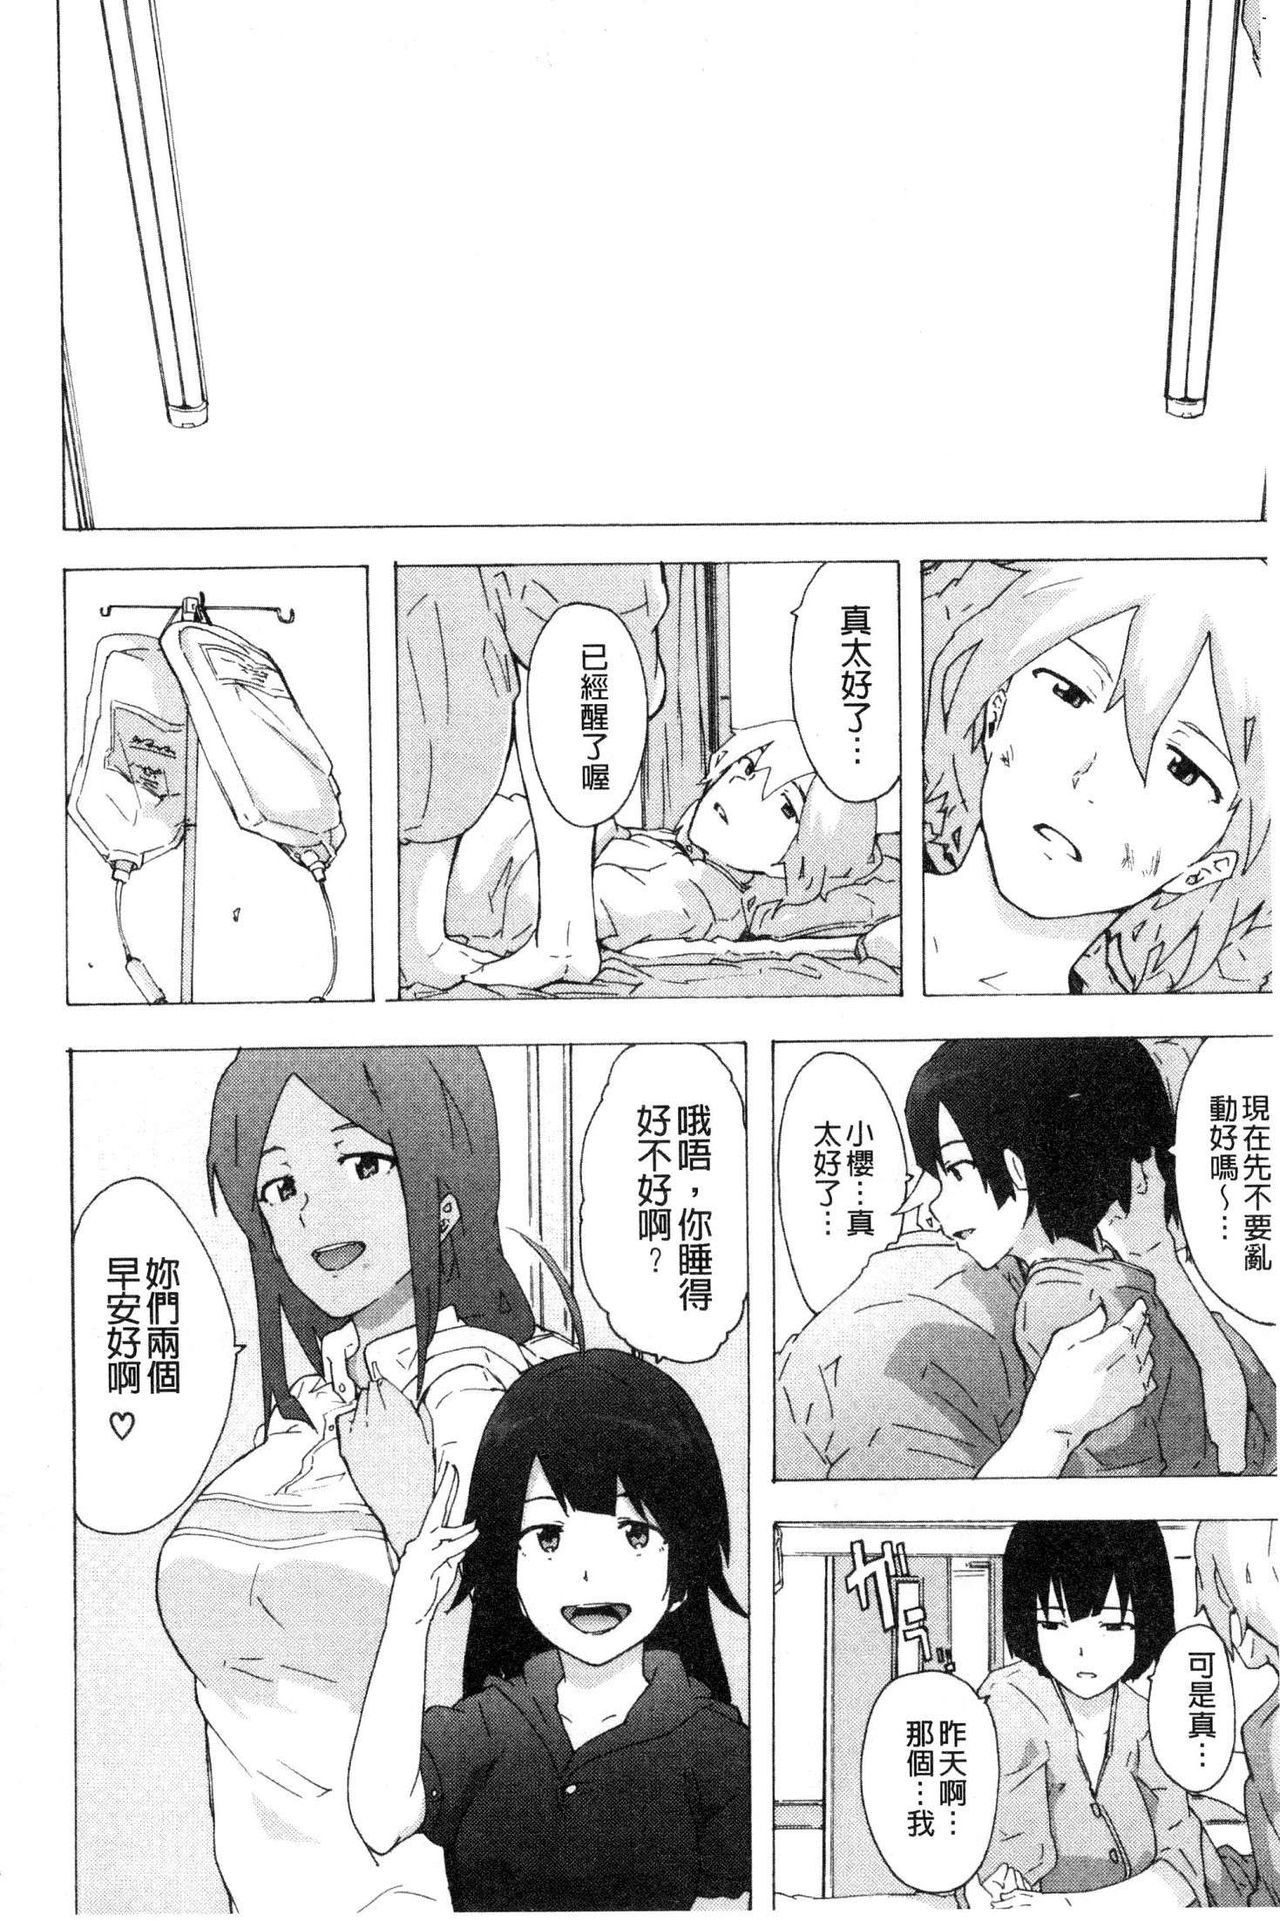 真太好了…
已經醒了喔
現在先不要亂
動好嗎～…
小櫻…真
太好了…
可是真…
昨天啊…
那個…我
ガラ
哦唔，你睡得
好不好啊？
妳們兩個
早安好啊♡